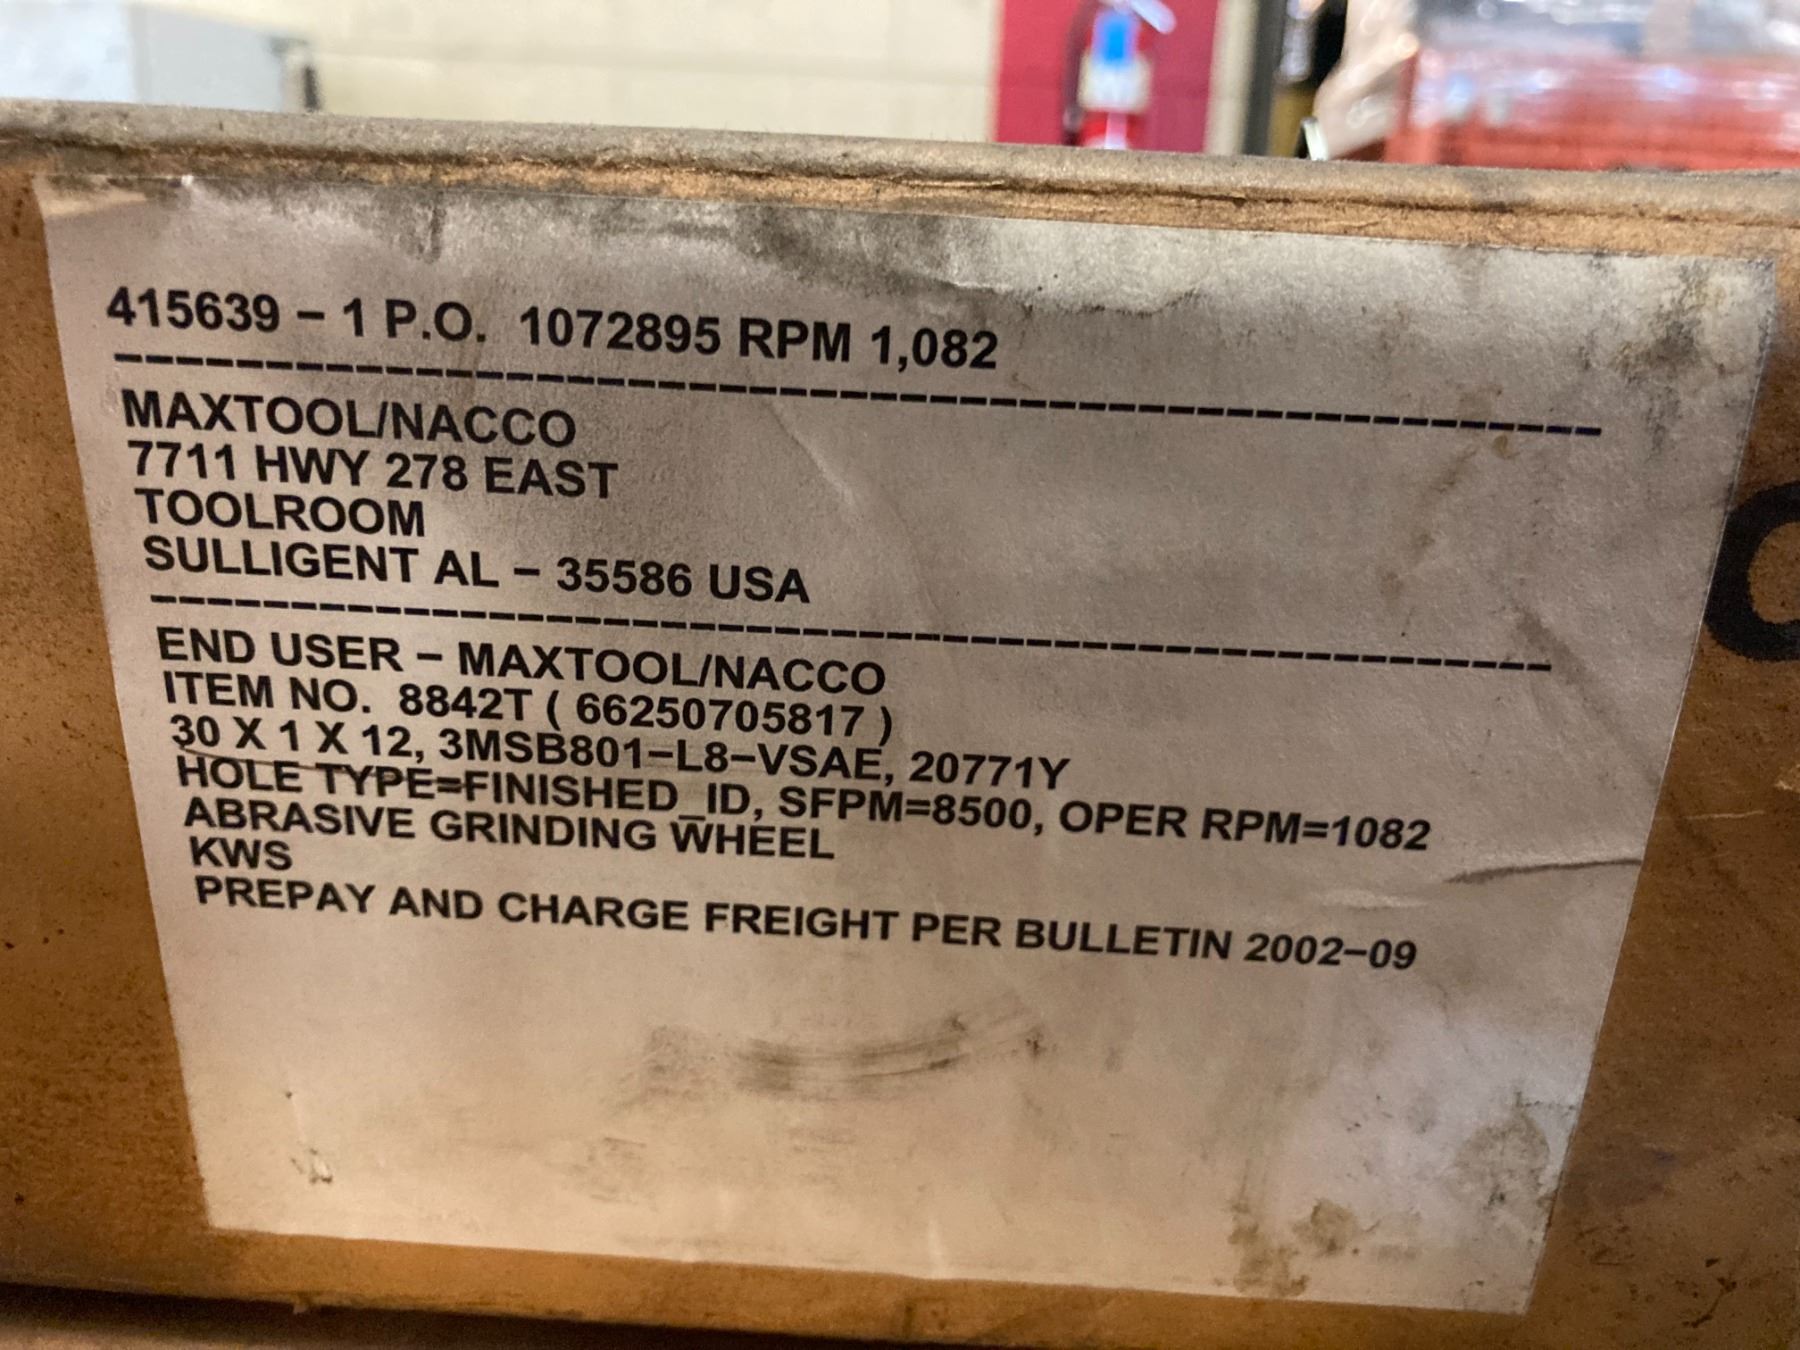 415639 - 1 P.O. 1072895 RPM 1,082
MAXTOOL/NACCO
7711 HWY 278 EAST
TOOLROOM
SULLIGENT AL - 35586 USA
END USER - MAXTOOL/NACCO
ITEM NO. 8842T ( 66250705817 )
30 X 1 X 12, 3MSB801-L8-VSAE, 20771Y
HOLE TYPE=FINISHED_ID, SFPM=8500, OPER RPM=1082
ABRASIVE GRINDING WHEEL
KWS
PREPAY AND CHARGE FREIGHT PER BULLETIN 2002-09